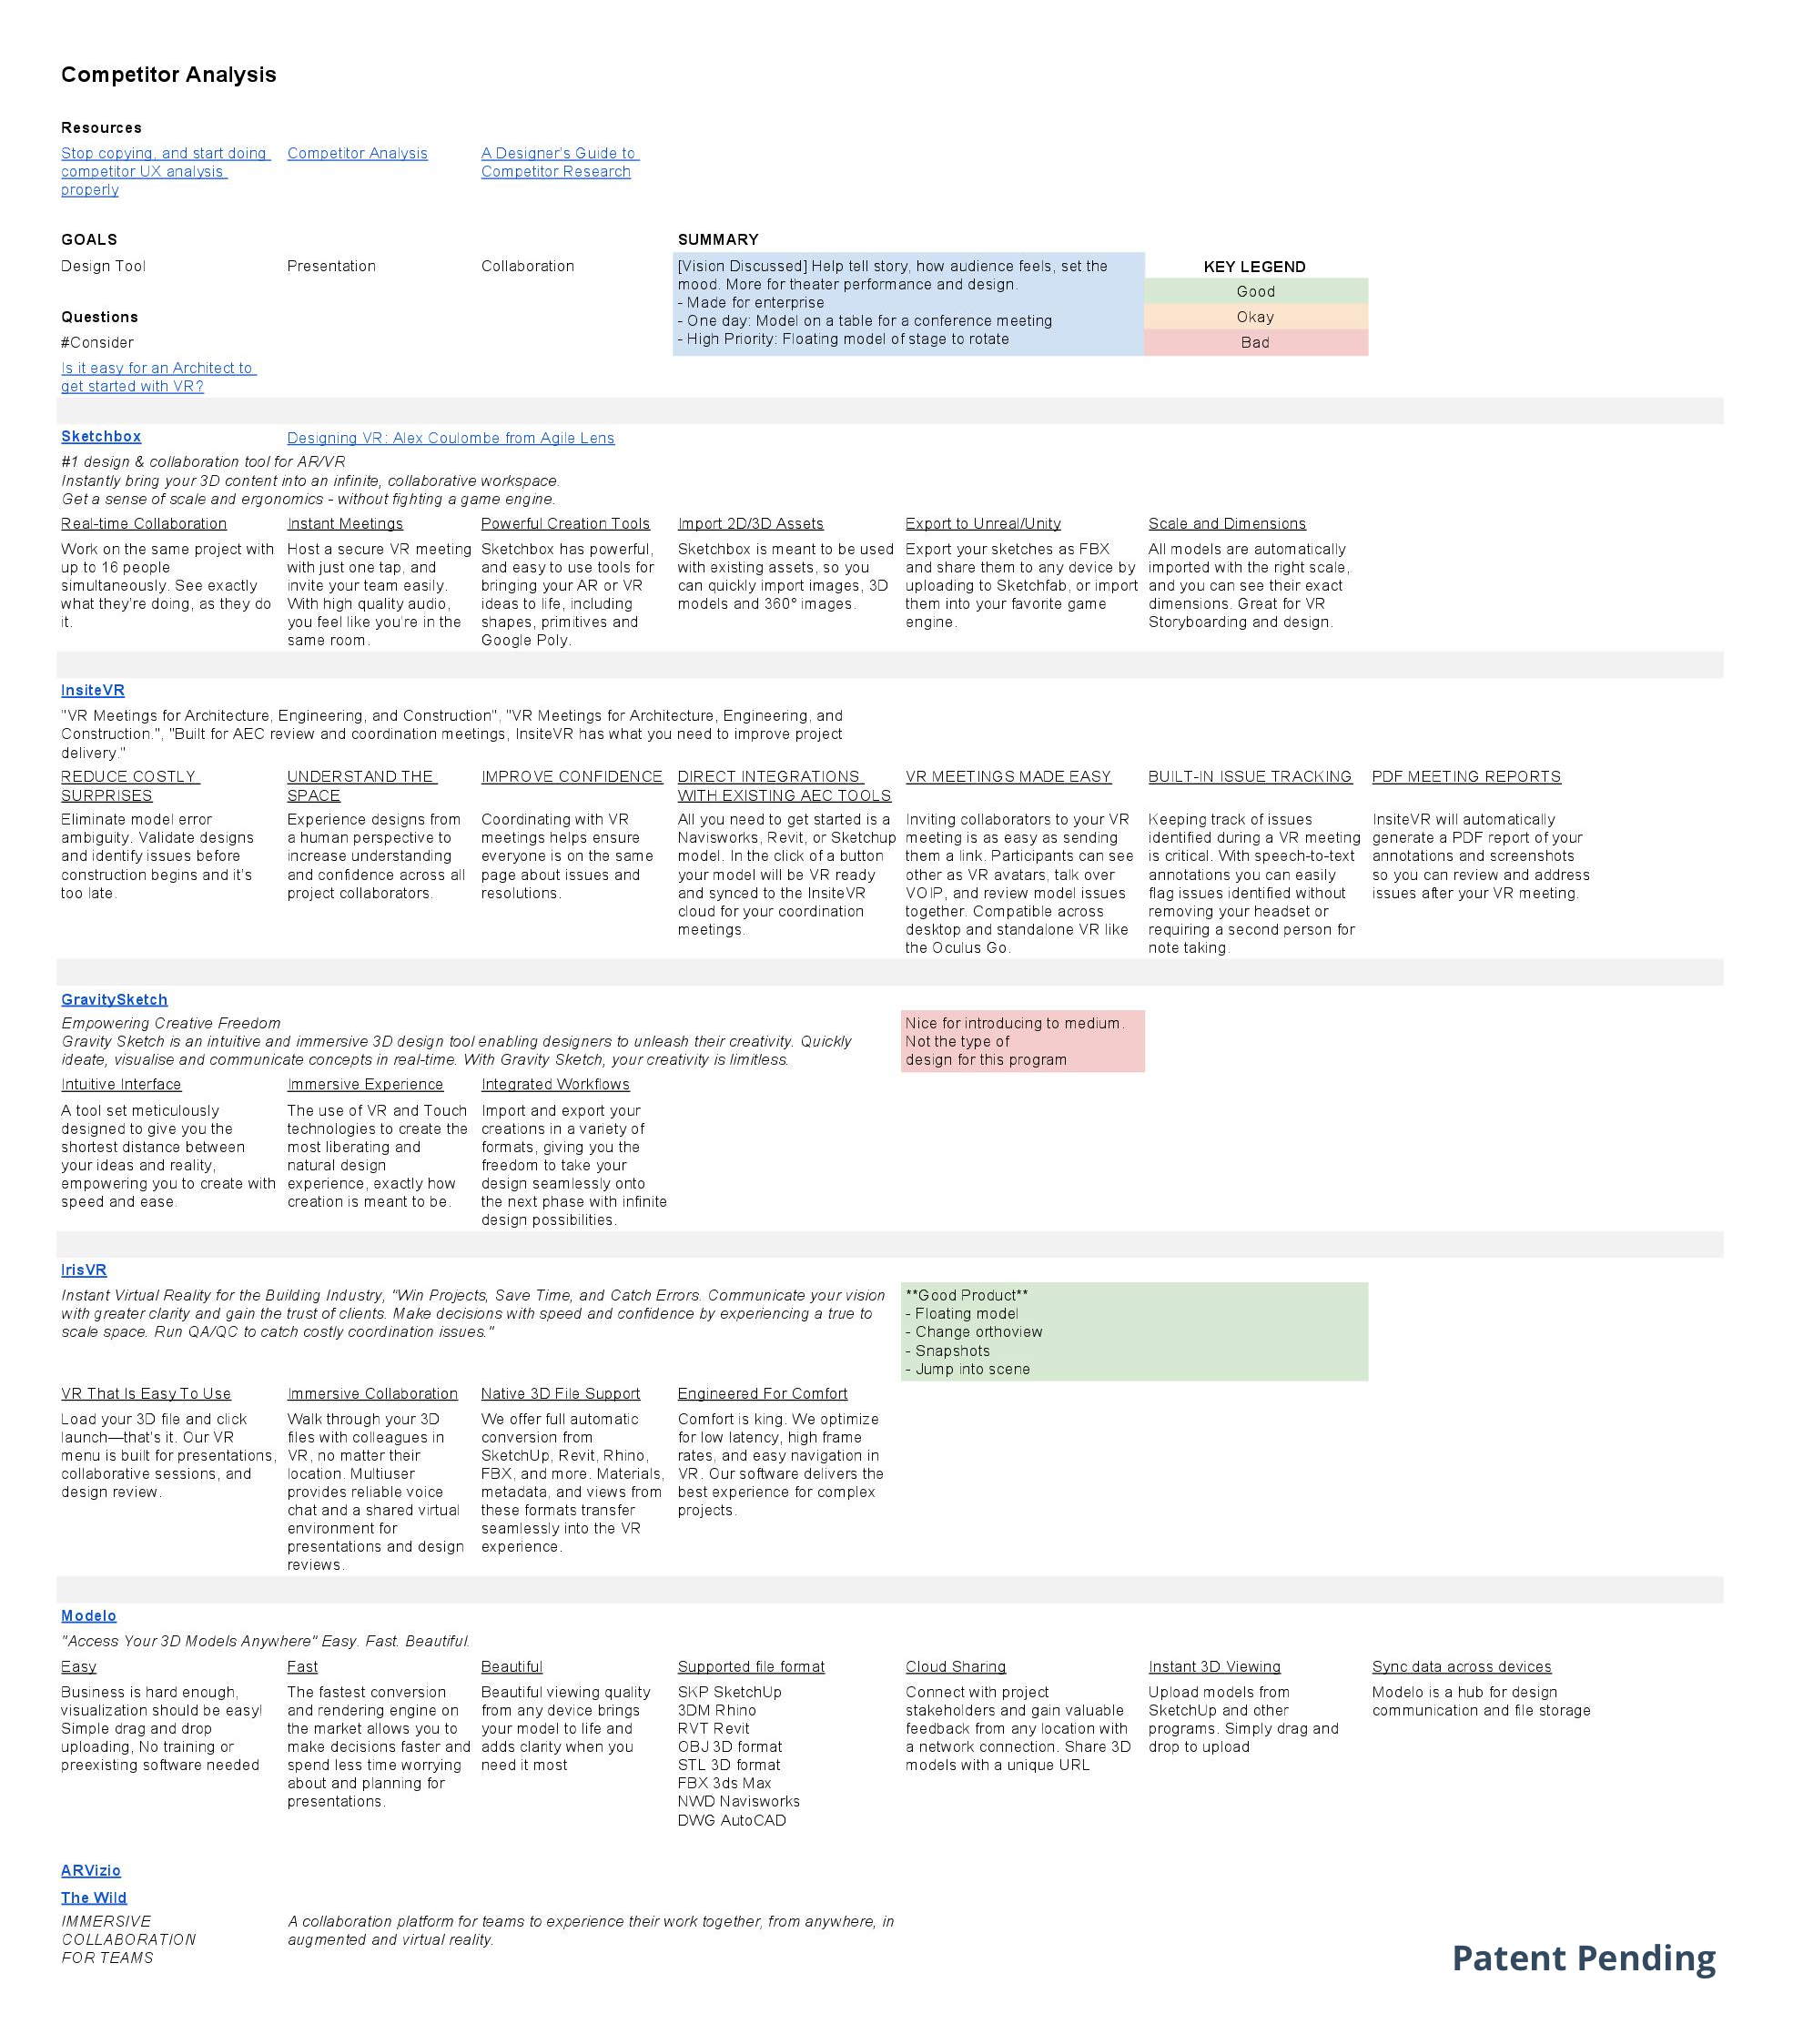 Competitor Analysis
Resources
Stop copying, and start doing
competitor UX analysis
properly
Competitor Analysis
A Designer's Guide to
Competitor Research
GOALS
Design Tool
Presentation
Collaboration
Questions
#Consider
Is it easy for an Architect to
get started with VR?
SUMMARY
[Vision Discussed] Help tell story, how audience feels, set the
mood. More for theater performance and design.
- Made for enterprise
- One day: Model on a table for a conference meeting
- High Priority: Floating model of stage to rotate
KEY LEGEND
Good
Okay
Bad
Sketchbox
Designing VR: Alex Coulombe from Agile Lens
#1 design & collaboration tool for AR/VR
Instantly bring your 3D content into an infinite, collaborative workspace.
Get a sense of scale and ergonomics - without fighting a game engine.
Real-time Collaboration
Work on the same project with
up to 16 people
simultaneously. See exactly
what they're doing, as they do
it.
Instant Meetings
Host a secure VR meeting
with just one tap, and
invite your team easily.
With high quality audio,
you feel like you're in the
same room.
Powerful Creation Tools
Sketchbox has powerful,
and easy to use tools for
bringing your AR or VR
ideas to life, including
shapes, primitives and
Google Poly.
Import 2D/3D Assets
Sketchbox is meant to be used
with existing assets, so you
can quickly import images, 3D
models and 360° images.
Export to Unreal/Unity
Export your sketches as FBX
and share them to any device by
uploading to Sketchfab, or import
them into your favorite game
engine.
Scale and Dimensions
All models are automatically
imported with the right scale,
and you can see their exact
dimensions. Great for VR
Storyboarding and design.
InsiteVR
"VR Meetings for Architecture, Engineering, and Construction", "VR Meetings for Architecture, Engineering, and
Construction.", "Built for AEC review and coordination meetings, InsiteVR has what you need to improve project
delivery."
REDUCE COSTLY
SURPRISES
Eliminate model error
ambiguity. Validate designs
and identify issues before
construction begins and it's
too late.
UNDERSTAND THE
SPACE
Experience designs from
a human perspective to
increase understanding
and confidence across all
project collaborators.
IMPROVE CONFIDENCE
Coordinating with VR
meetings helps ensure
everyone is on the same
page about issues and
resolutions.
DIRECT INTEGRATIONS
WITH EXISTING AEC TOOLS
All you need to get started is a
Navisworks, Revit, or Sketchup
model. In the click of a button
your model will be VR ready
and synced to the InsiteVR
cloud for your coordination
meetings.
VR MEETINGS MADE EASY
Inviting collaborators to your VR
meeting is as easy as sending
them a link. Participants can see
other as VR avatars, talk over
VOIP, and review model issues
together. Compatible across
desktop and standalone VR like
the Oculus Go.
BUILT-IN ISSUE TRACKING
Keeping track of issues
identified during a VR meeting
is critical. With speech-to-text
annotations you can easily
flag issues identified without
removing your headset or
requiring a second person for
note taking.
PDF MEETING REPORTS
InsiteVR will automatically
generate a PDF report of your
annotations and screenshots
so you can review and address
issues after your VR meeting.
GravitySketch
Empowering Creative Freedom
Gravity Sketch is an intuitive and immersive 3D design tool enabling designers to unleash their creativity. Quickly
ideate, visualise and communicate concepts in real-time. With Gravity Sketch, your creativity is limitless.
Nice for introducing to medium.
Not the type of
design for this program
Intuitive Interface
A tool set meticulously
designed to give you the
shortest distance between
your ideas and reality,
empowering you to create with
speed and ease.
Immersive Experience
The use of VR and Touch
technologies to create the
most liberating and
natural design
experience, exactly how
creation is meant to be.
Integrated Workflows
Import and export your
creations in a variety of
formats, giving you the
freedom to take your
design seamlessly onto
the next phase with infinite
design possibilities.
IrisVR
Instant Virtual Reality for the Building Industry, "Win Projects, Save Time, and Catch Errors. Communicate your vision
with greater clarity and gain the trust of clients. Make decisions with speed and confidence by experiencing a true to
scale space. Run QA/QC to catch costly coordination issues."
**Good Product**
- Floating model
- Change orthoview
- Snapshots
- Jump into scene
VR That Is Easy To Use
Load your 3D file and click
launch—that's it. Our VR
menu is built for presentations,
collaborative sessions, and
design review.
Immersive Collaboration
Walk through your 3D
files with colleagues in
VR, no matter their
location. Multiuser
provides reliable voice
chat and a shared virtual
environment for
presentations and design
reviews.
Native 3D File Support
We offer full automatic
conversion from
SketchUp, Revit, Rhino,
FBX, and more. Materials,
metadata, and views from
these formats transfer
seamlessly into the VR
experience.
Engineered For Comfort
Comfort is king. We optimize
for low latency, high frame
rates, and easy navigation in
VR. Our software delivers the
best experience for complex
projects.
Modelo
"Access Your 3D Models Anywhere" Easy. Fast. Beautiful.
Easy
Business is hard enough,
visualization should be easy!
Simple drag and drop
uploading, No training or
preexisting software needed
Fast
The fastest conversion
and rendering engine on
the market allows you to
make decisions faster and
spend less time worrying
about and planning for
presentations.
Beautiful
Beautiful viewing quality
from any device brings
your model to life and
adds clarity when you
need it most
Supported file format
SKP SketchUp
3DM Rhino
RVT Revit
OBJ 3D format
STL 3D format
FBX 3ds Max
NWD Navisworks
DWG AutoCAD
Cloud Sharing
Connect with project
stakeholders and gain valuable
feedback from any location with
a network connection. Share 3D
models with a unique URL
Instant 3D Viewing
Upload models from
SketchUp and other
programs. Simply drag and
drop to upload
Sync data across devices
Modelo is a hub for design
communication and file storage
ARVizio
The Wild
IMMERSIVE
COLLABORATION
FOR TEAMS
A collaboration platform for teams to experience their work together, from anywhere, in
augmented and virtual reality.
Patent Pending